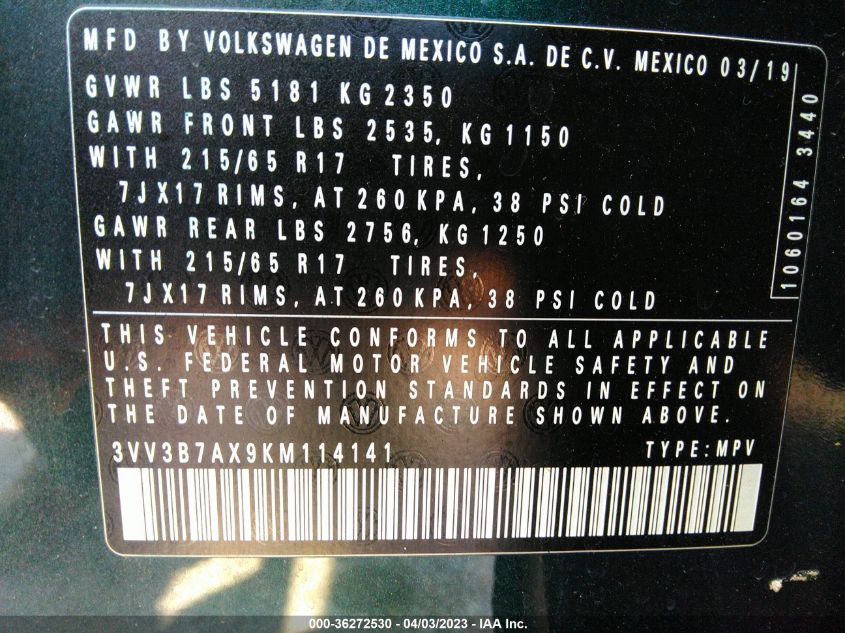 MFD BY VOLKSWAGEN DE MEXICO S.A. DE C.V. MEXICO 03/19
GVWR LBS 5181 KG 2350
GAWR FRONT LBS 2535, KG 1150
WITH 215/65 R17 TIRES,
7JX17 RIMS, AT 260 KPA, 38 PSI COLD
GAWR REAR LBS 2756, KG 1250
WITH 215/65 R17 TIRES,
7JX17 RIMS, AT 260 KPA, 38 PSI COLD
1060164 3440
THIS VEHICLE CONFORMS TO ALL APPLICABLE
U.S. FEDERAL MOTOR VEHICLE SAFETY AND
THEFT PREVENTION STANDARDS IN EFFECT ON
THE DATE OF MANUFACTURE SHOWN ABOVE.
3VV3B7AX9KM114141 TYPE: MPV
000-36272530 - 04/03/2023 - IAA Inc.